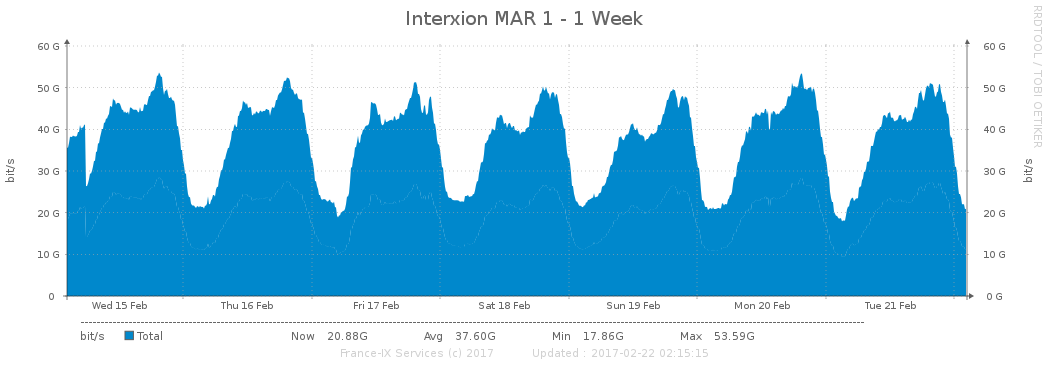 Interxion MAR 1 - 1 Week
RRDTOOL / TOBI OETIKER
bit/s
60 G
50 G
40 G
30 G
20 G
10 G
0
60 G
50 G
40 G
30 G
20 G
10 G
0 G
bit/s
Wed 15 Feb Thu 16 Feb Fri 17 Feb Sat 18 Feb Sun 19 Feb Mon 20 Feb Tue 21 Feb
bit/s Total Now 20.88G Avg 37.60G Min 17.86G Max 53.59G
France-IX Services (c) 2017 Updated : 2017-02-22 02:15:15